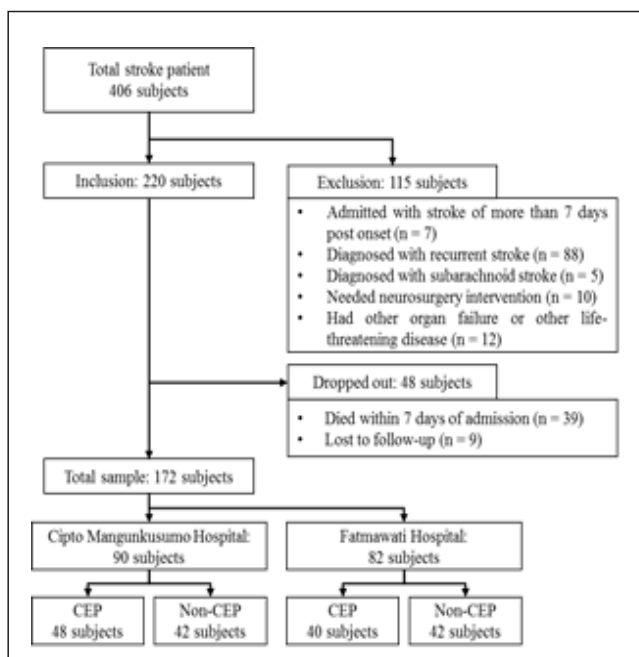 Total stroke patient
406 subjects
Inclusion: 220 subjects
Exclusion: 115 subjects
• Admitted with stroke of more than 7 days
post onset (n = 7)
• Diagnosed with recurrent stroke (n = 88)
• Diagnosed with subarachnoid stroke (n = 5)
• Needed neurosurgery intervention (n = 10)
• Had other organ failure or other life-
threatening disease (n = 12)
Dropped out: 48 subjects
• Died within 7 days of admission (n = 39)
• Lost to follow-up (n = 9)
Total sample: 172 subjects
Cipto Mangunkusumo Hospital:
90 subjects
Fatmawati Hospital:
82 subjects
CEP
48 subjects
Non-CEP
42 subjects
CEP
40 subjects
Non-CEP
42 subjects